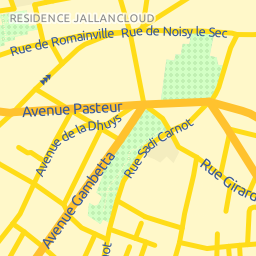 RESIDENCE JALLANCLOUD
Rue de Romainville
Rue de Noisy le Sec
Avenue Pasteur
Avenue de la Dhuys
Rue Sadi Carnot
Avenue Gambetta
Rue Girard
not